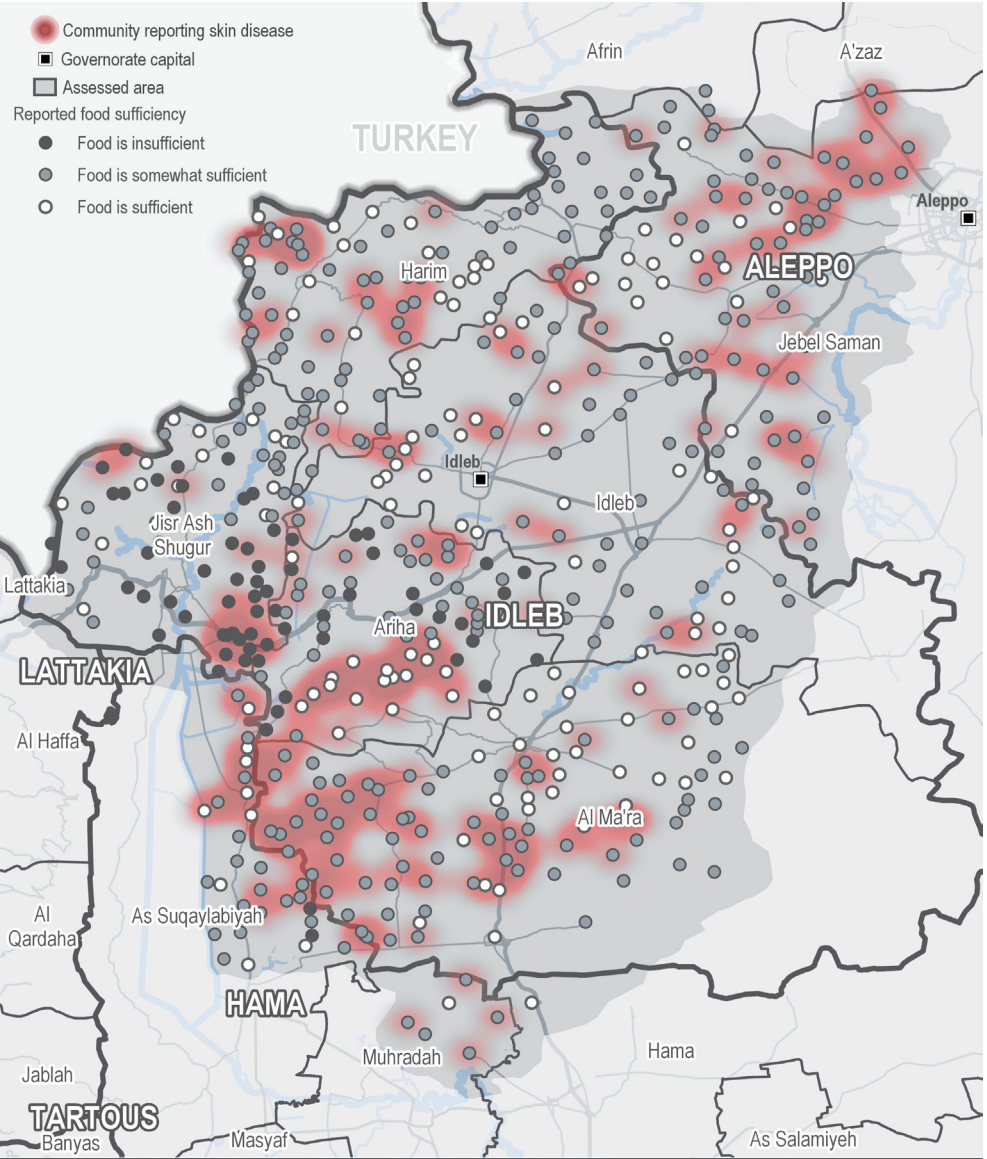 Community reporting skin disease
Governorate capital
Assessed area
Reported food sufficiency
Food is insufficient
Food is somewhat sufficient
Food is sufficient
Afrin
A'zaz
TURKEY
Aleppo
ALEPPO
Harim
Jebel Saman
Idleb
Idleb
Jisr Ash
Shugur
Lattakia
IDLEB
Ariha
LATTAKIA
Al Haffa
Al Ma'ra
As Suqaylabiyah
Al
Qardaha
HAMA
Muhradah
Hama
Jablah
TARTOUS
Banyas
Masyaf
As Salamiyeh